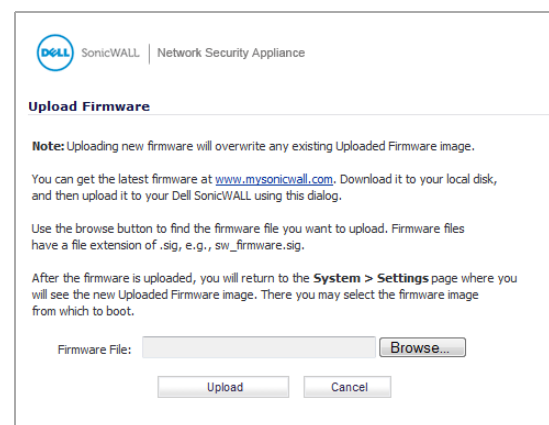 DELL SonicWALL | Network Security Appliance
Upload Firmware
Note: Uploading new firmware will overwrite any existing Uploaded Firmware image.
You can get the latest firmware at www.mysonicwall.com. Download it to your local disk,
and then upload it to your Dell SonicWALL using this dialog.
Use the browse button to find the firmware file you want to upload. Firmware files
have a file extension of .sig, e.g., sw_firmware.sig.
After the firmware is uploaded, you will return to the System > Settings page where you
will see the new Uploaded Firmware image. There you may select the firmware image
from which to boot.
Firmware File: Browse...
Upload Cancel